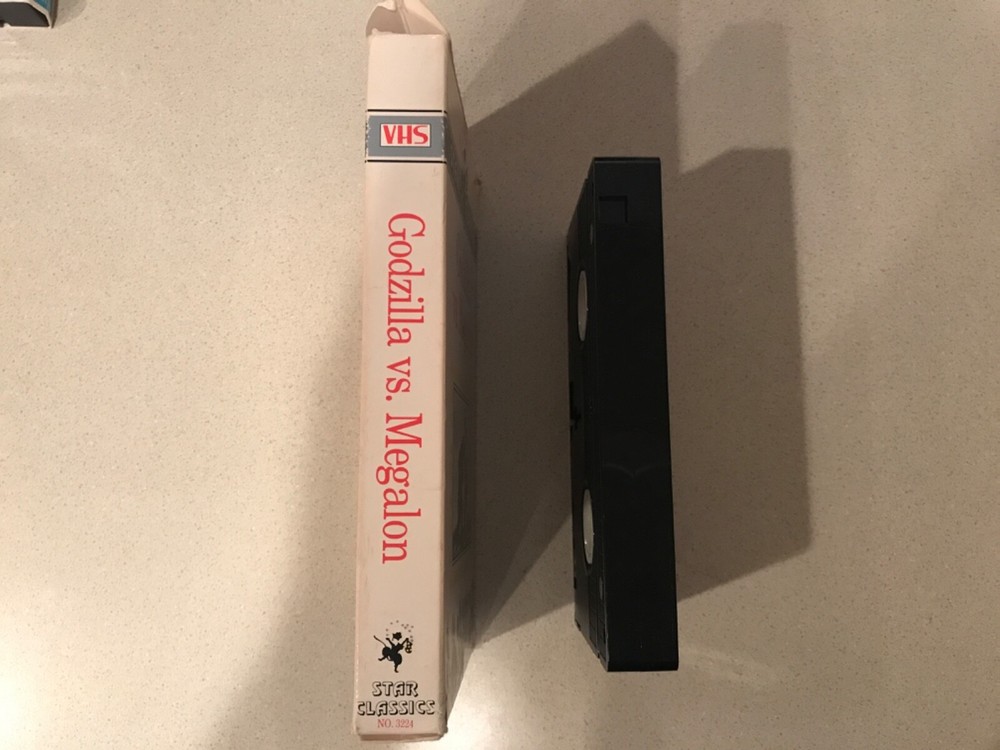 VHS
Godzilla vs. Megalon
STAR
CLASSICS
NO. 3224